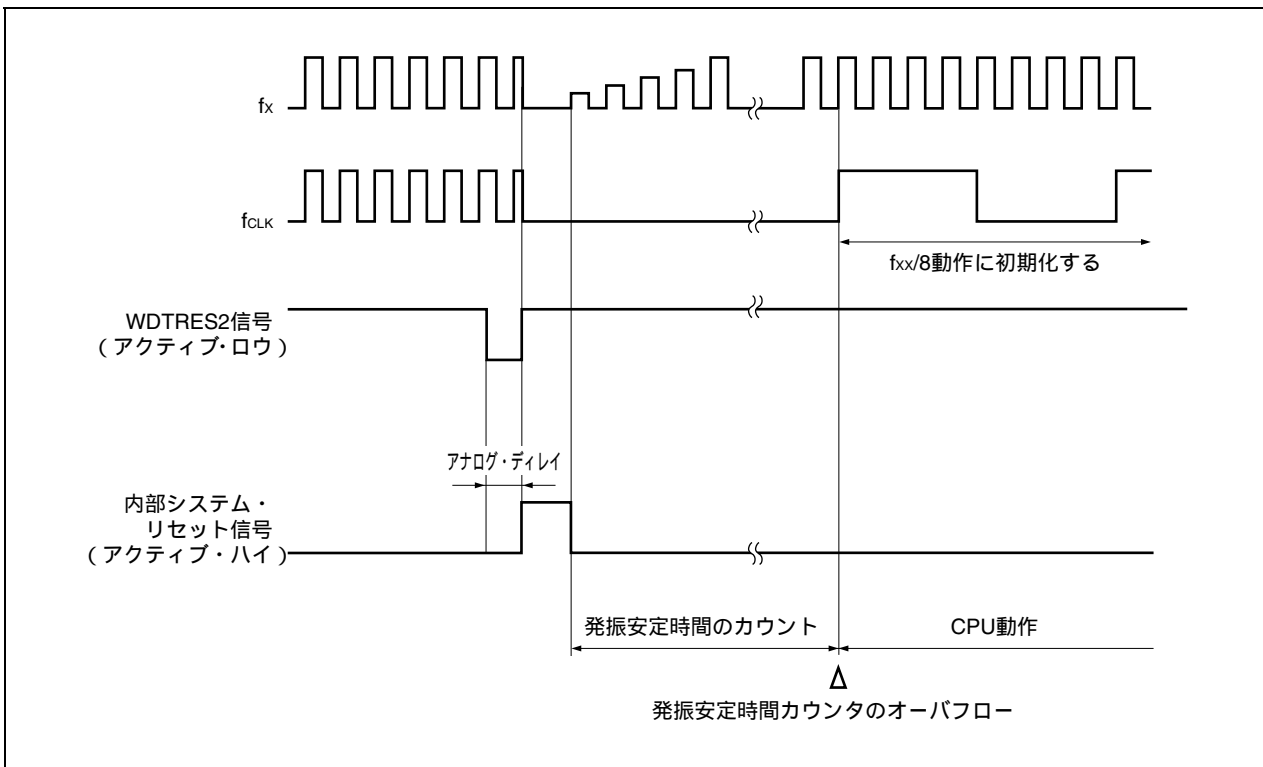 fX
fCLK
fXX/8動作に初期化する
WDTRES2信号
(アクティブ・ロウ)
アナログ・ディレイ
内部システム・
リセット信号
(アクティブ・ハイ)
発振安定時間のカウント
CPU動作
発振安定時間カウンタのオーバフロー